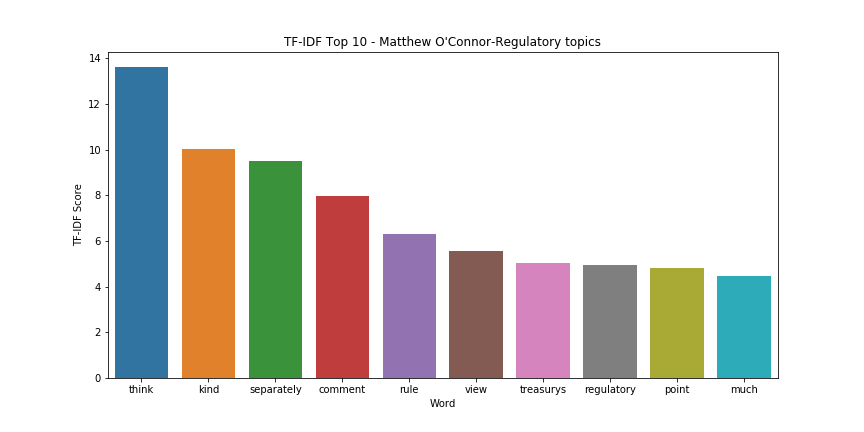 TF-IDF Top 10 - Matthew O'Connor-Regulatory topics
TF-IDF Score
14
12
10
8
6
4
2
0
think kind separately comment rule view treasurys regulatory point much
Word